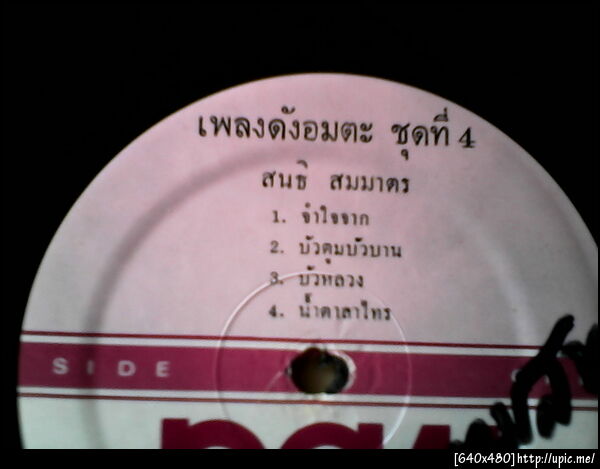 เพลงดังอมตะ ชุดที่ 4
สนธิ สมมาตร
1. จำใจจาก
2. บัวตูมบัวบาน
3. บัวหลวง
4. น้ำตาลาไทร
SIDE
[640x480]http://upic.me/